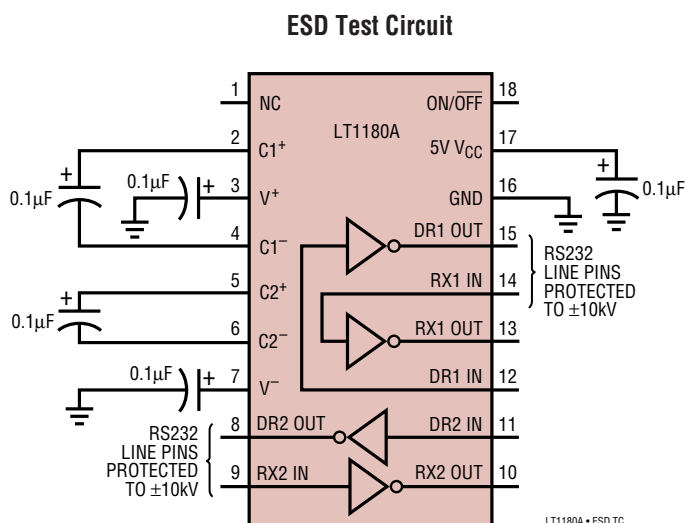 ESD Test Circuit
LT1180A
1 NC
ON/OFF 18
2 C1+
5V VCC 17
0.1µF
+
0.1µF
+
3 V+
GND 16
+
0.1µF
4 C1–
DR1 OUT 15
RS232
LINE PINS
PROTECTED
TO ±10kV
5 C2+
RX1 IN 14
0.1µF
+
6 C2–
RX1 OUT 13
0.1µF
+
7 V–
DR1 IN 12
RS232
LINE PINS
PROTECTED
TO ±10kV
8 DR2 OUT
DR2 IN 11
9 RX2 IN
RX2 OUT 10
LT1180A • ESD TC